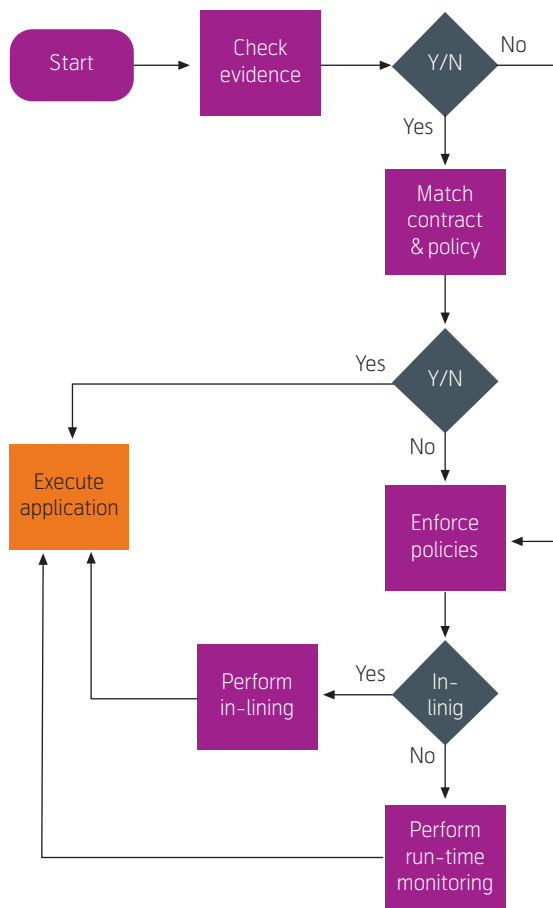 Start
Check
evidence
Y/N
No
Yes
Match
contract
& policy
Yes
Y/N
No
Execute
application
Enforce
policies
Perform
in-lining
Yes
In-
linig
No
Perform
run-time
monitoring